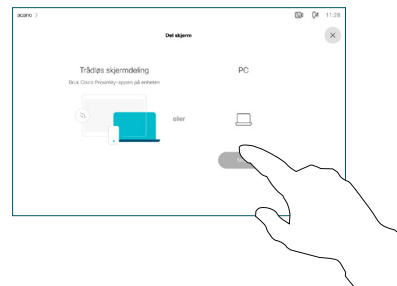 acano 11:28
Del skjerm
Trådløs skjermdeling PC
Bruk Cisco Proximity-appen på enheten
eller